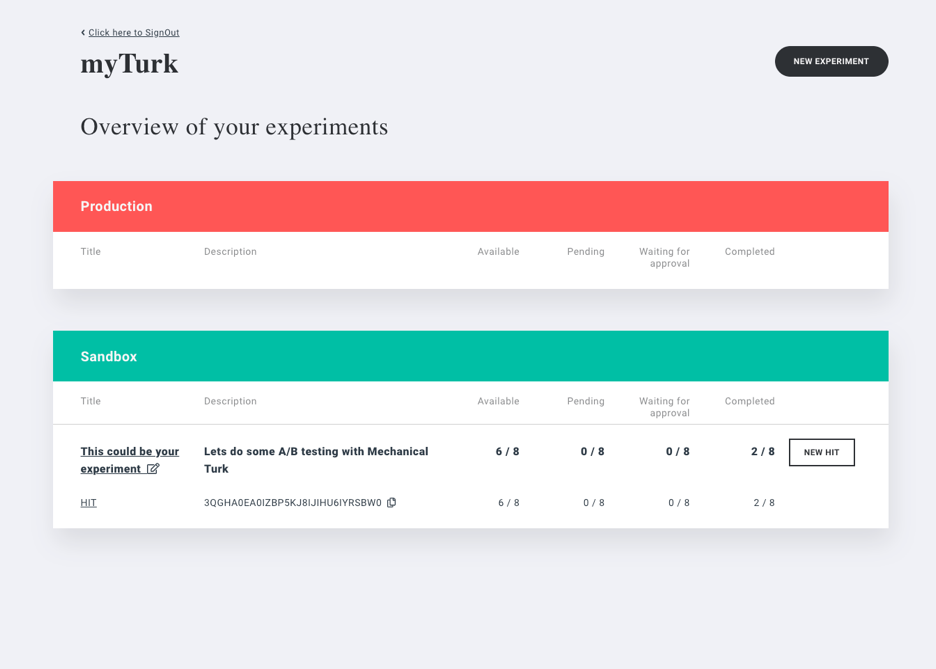 Click here to SignOut
myTurk
NEW EXPERIMENT
Overview of your experiments
Production
Title Description Available Pending Waiting for approval Completed
Sandbox
Title Description Available Pending Waiting for approval Completed
This could be your experiment Lets do some A/B testing with Mechanical Turk 6 / 8 0 / 8 0 / 8 2 / 8 NEW HIT
HIT 3QGHA0EA0IZBP5KJ8IJIHU6IYRSBW0 6 / 8 0 / 8 0 / 8 2 / 8